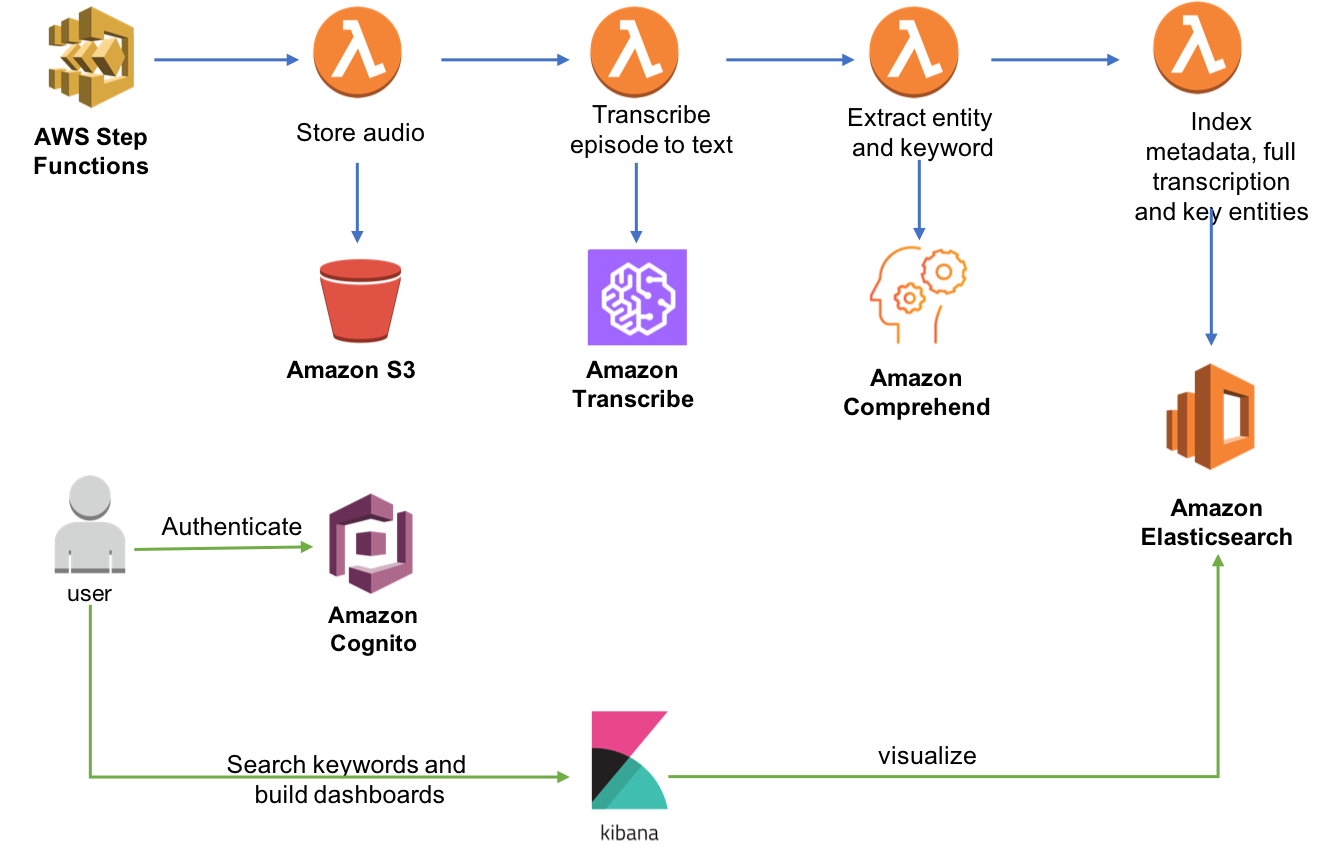 AWS Step
Functions
Store audio
Transcribe
episode to text
Extract entity
and keyword
Index
metadata, full
transcription
and key entities
Amazon S3
Amazon
Transcribe
Amazon
Comprehend
Amazon
Elasticsearch
Authenticate
user
Amazon
Cognito
Search keywords and
build dashboards
visualize
kibana